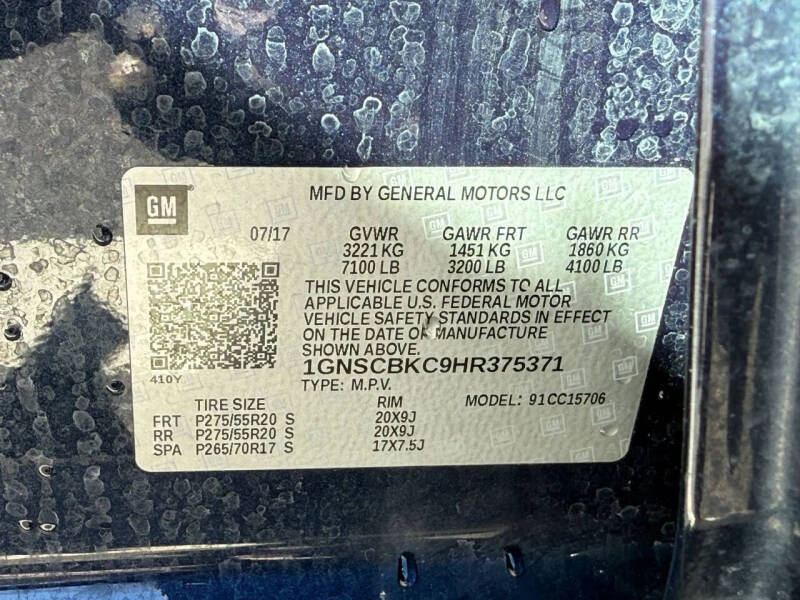 GM
MFD BY GENERAL MOTORS LLC
07/17 GVWR GAWR FRT GAWR RR
3221 KG 1451 KG 1860 KG
7100 LB 3200 LB 4100 LB
THIS VEHICLE CONFORMS TO ALL
APPLICABLE U.S. FEDERAL MOTOR
VEHICLE SAFETY STANDARDS IN EFFECT
ON THE DATE OF MANUFACTURE
SHOWN ABOVE.
1GNSCBKC9HR375371
410Y
TYPE: M.P.V.
TIRE SIZE RIM MODEL: 91CC15706
FRT P275/55R20 S 20X9J
RR P275/55R20 S 20X9J
SPA P265/70R17 S 17X7.5J